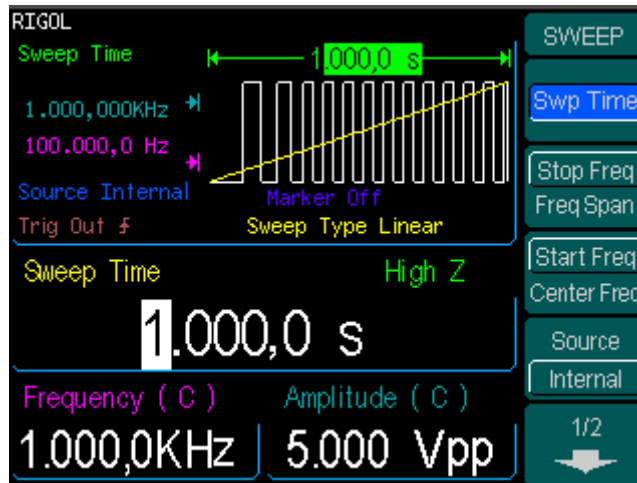 RIGOL
Sweep Time
1.000,0 s
1.000,000KHz
100.000,0 Hz
Source Internal
Marker Off
Trig Out
Sweep Type Linear
Sweep Time
High Z
1.000,0 s
Frequency ( C )
Amplitude ( C )
1.000,0KHz
5.000 Vpp
SWEEP
Swp Time
Stop Freq
Freq Span
Start Freq
Center Freq
Source
Internal
1/2